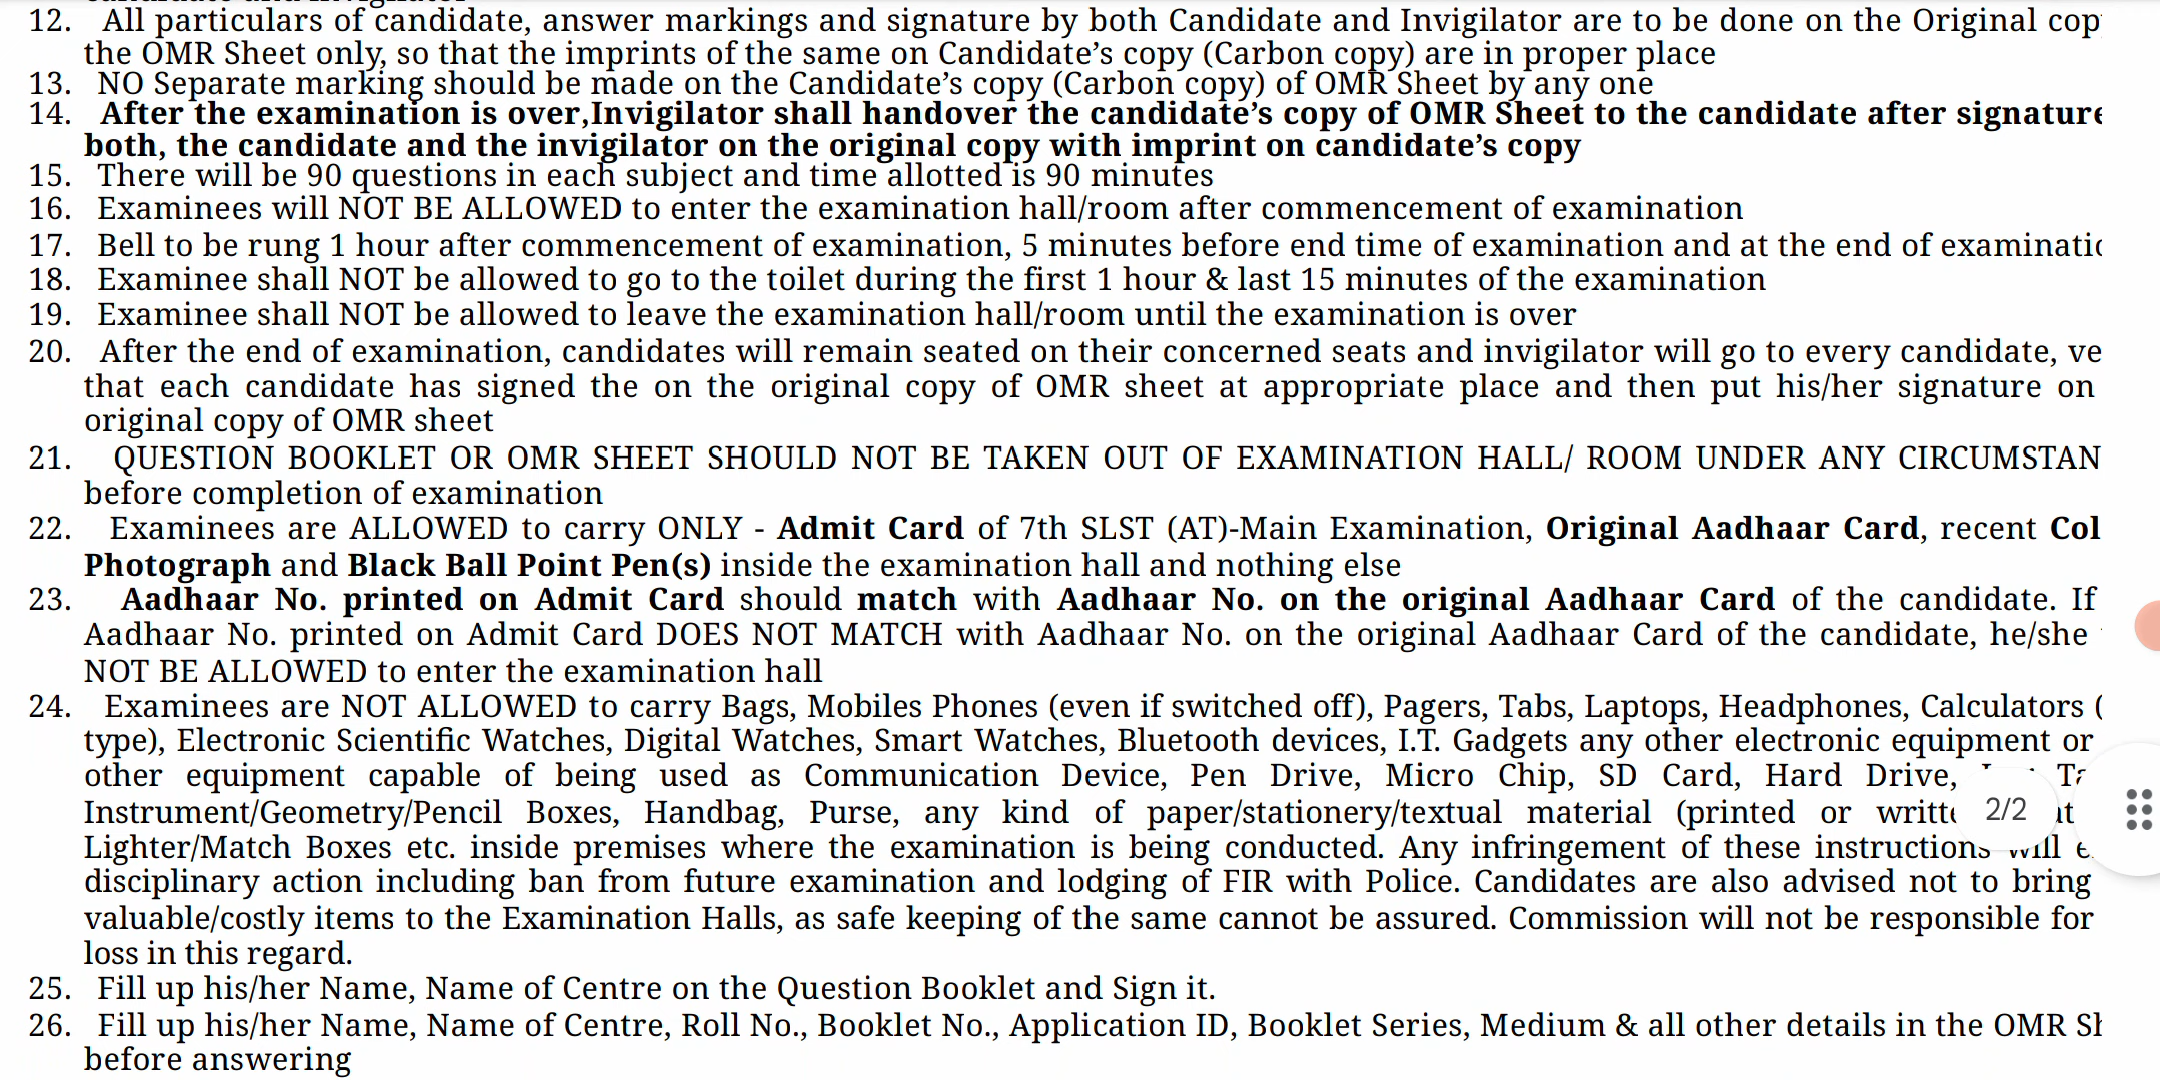 12. All particulars of candidate, answer markings and signature by both Candidate and Invigilator are to be done on the Original
the OMR Sheet only, so that the imprints of the same on Candidate’s copy (Carbon copy) are in proper place
13. NO Separate marking should be made on the Candidate’s copy (Carbon copy) of OMR Sheet by any one
14. After the examination is over,Invigilator shall handover the candidate’s copy of OMR Sheet to the candidate after signature
both, the candidate and the invigilator on the original copy with imprint on candidate’s copy
15. There will be 90 questions in each subject and time allotted is 90 minutes
16. Examinees will NOT BE ALLOWED to enter the examination hall/room after commencement of examination
17. Bell to be rung 1 hour after commencement of examination, 5 minutes before end time of examination and at the end of
18. Examinee shall NOT be allowed to go to the toilet during the first 1 hour & last 15 minutes of the examination
19. Examinee shall NOT be allowed to leave the examination hall/room until the examination is over
20. After the end of examination, candidates will remain seated on their concerned seats and invigilator will go to every candidate, ve
that each candidate has signed the on the original copy of OMR sheet at appropriate place and then put his/her signature on
original copy of OMR sheet
21. QUESTION BOOKLET OR OMR SHEET SHOULD NOT BE TAKEN OUT OF EXAMINATION HALL/ ROOM UNDER ANY CIRCUMSTAN
before completion of examination
22. Examinees are ALLOWED to carry ONLY - Admit Card of 7th SLST (AT)-Main Examination, Original Aadhaar Card, recent Col
Photograph and Black Ball Point Pen(s) inside the examination hall and nothing else
23. Aadhaar No. printed on Admit Card should match with Aadhaar No. on the original Aadhaar Card of the candidate. If
Aadhaar No. printed on Admit Card DOES NOT MATCH with Aadhaar No. on the original Aadhaar Card of the candidate, he/she
NOT BE ALLOWED to enter the examination hall
24. Examinees are NOT ALLOWED to carry Bags, Mobiles Phones (even if switched off), Pagers, Tabs, Laptops, Headphones, Calculators (
type), Electronic Scientific Watches, Digital Watches, Smart Watches, Bluetooth devices, I.T. Gadgets any other electronic equipment or
other equipment capable of being used as Communication Device, Pen Drive, Micro Chip, SD Card, Hard Drive,
Instrument/Geometry/Pencil Boxes, Handbag, Purse, any kind of paper/stationery/textual material (printed or
2/2
Lighter/Match Boxes etc. inside premises where the examination is being conducted. Any infringement of these instructions will
disciplinary action including ban from future examination and lodging of FIR with Police. Candidates are also advised not to bring
valuable/costly items to the Examination Halls, as safe keeping of the same cannot be assured. Commission will not be responsible for
loss in this regard.
25. Fill up his/her Name, Name of Centre on the Question Booklet and Sign it.
26. Fill up his/her Name, Name of Centre, Roll No., Booklet No., Application ID, Booklet Series, Medium & all other details in the OMR
before answering